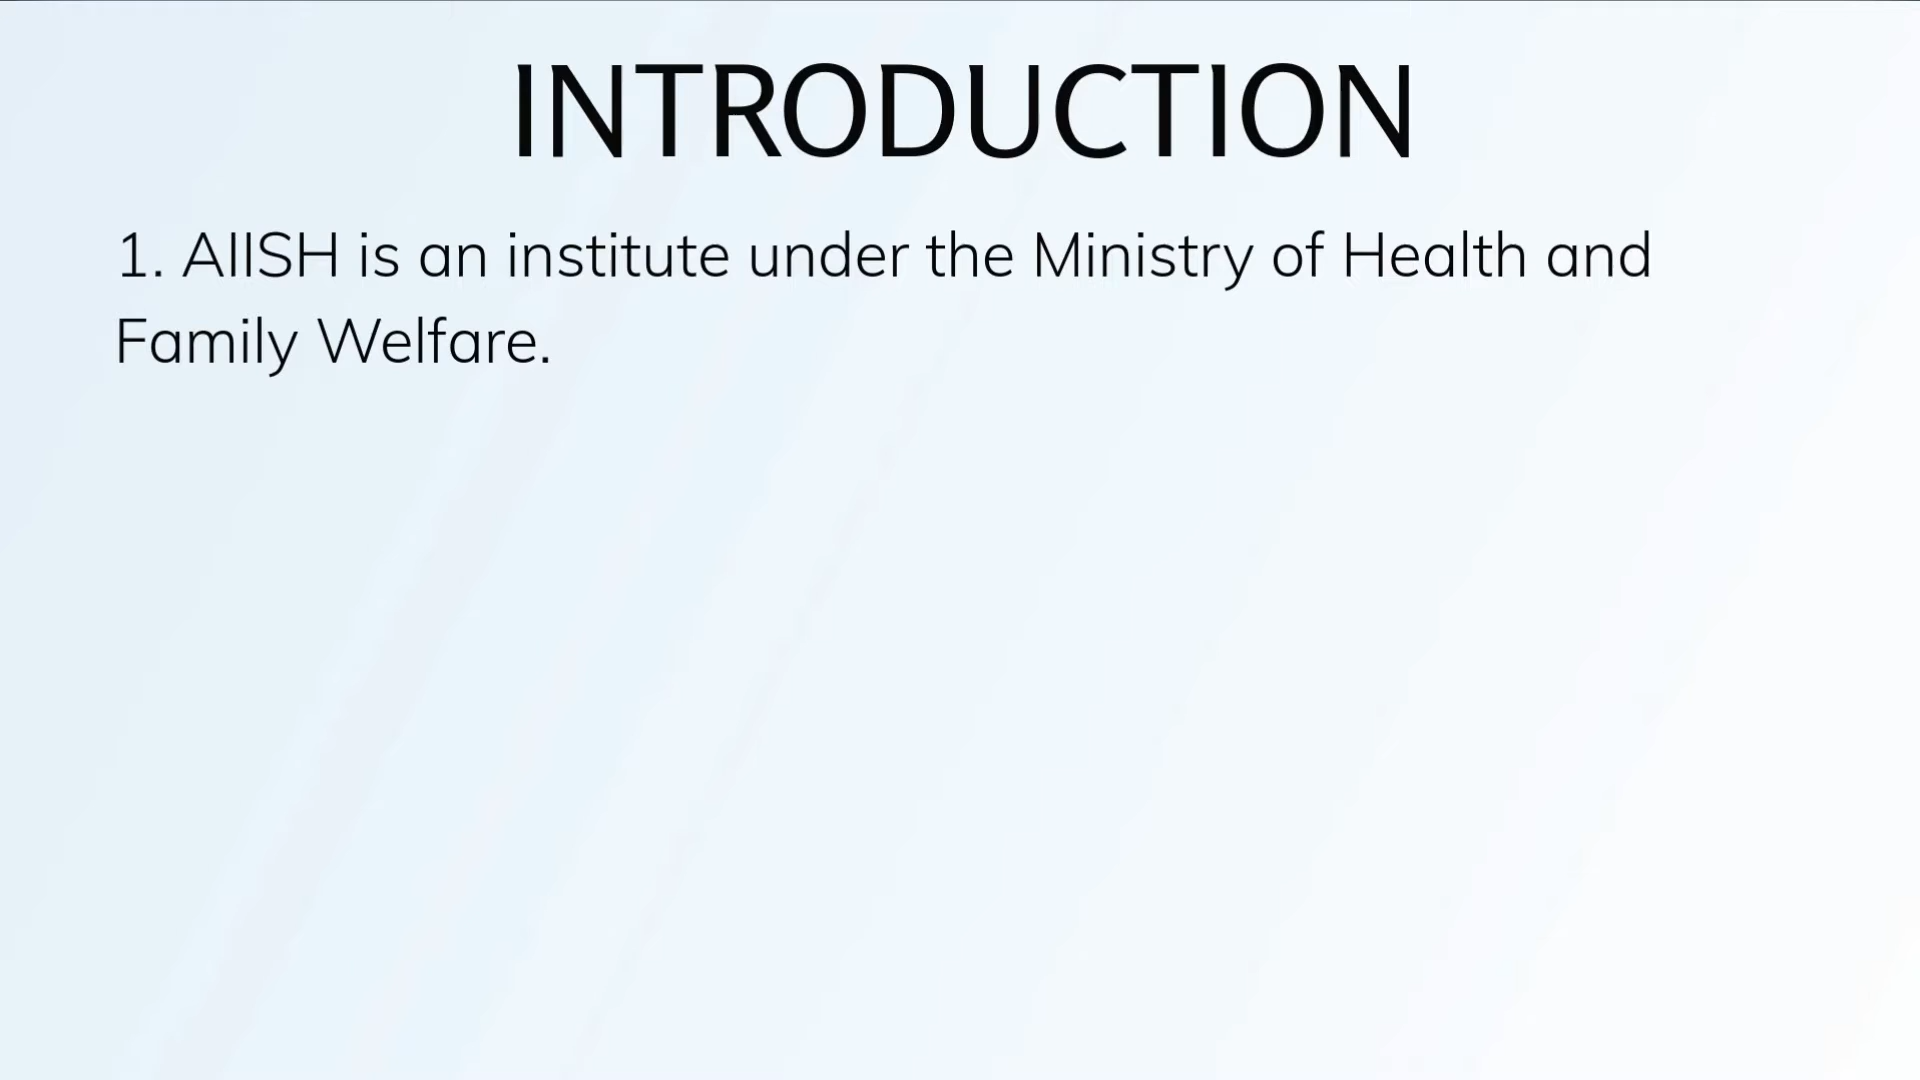 INTRODUCTION
1. AIISH is an institute under the Ministry of Health and
Family Welfare.